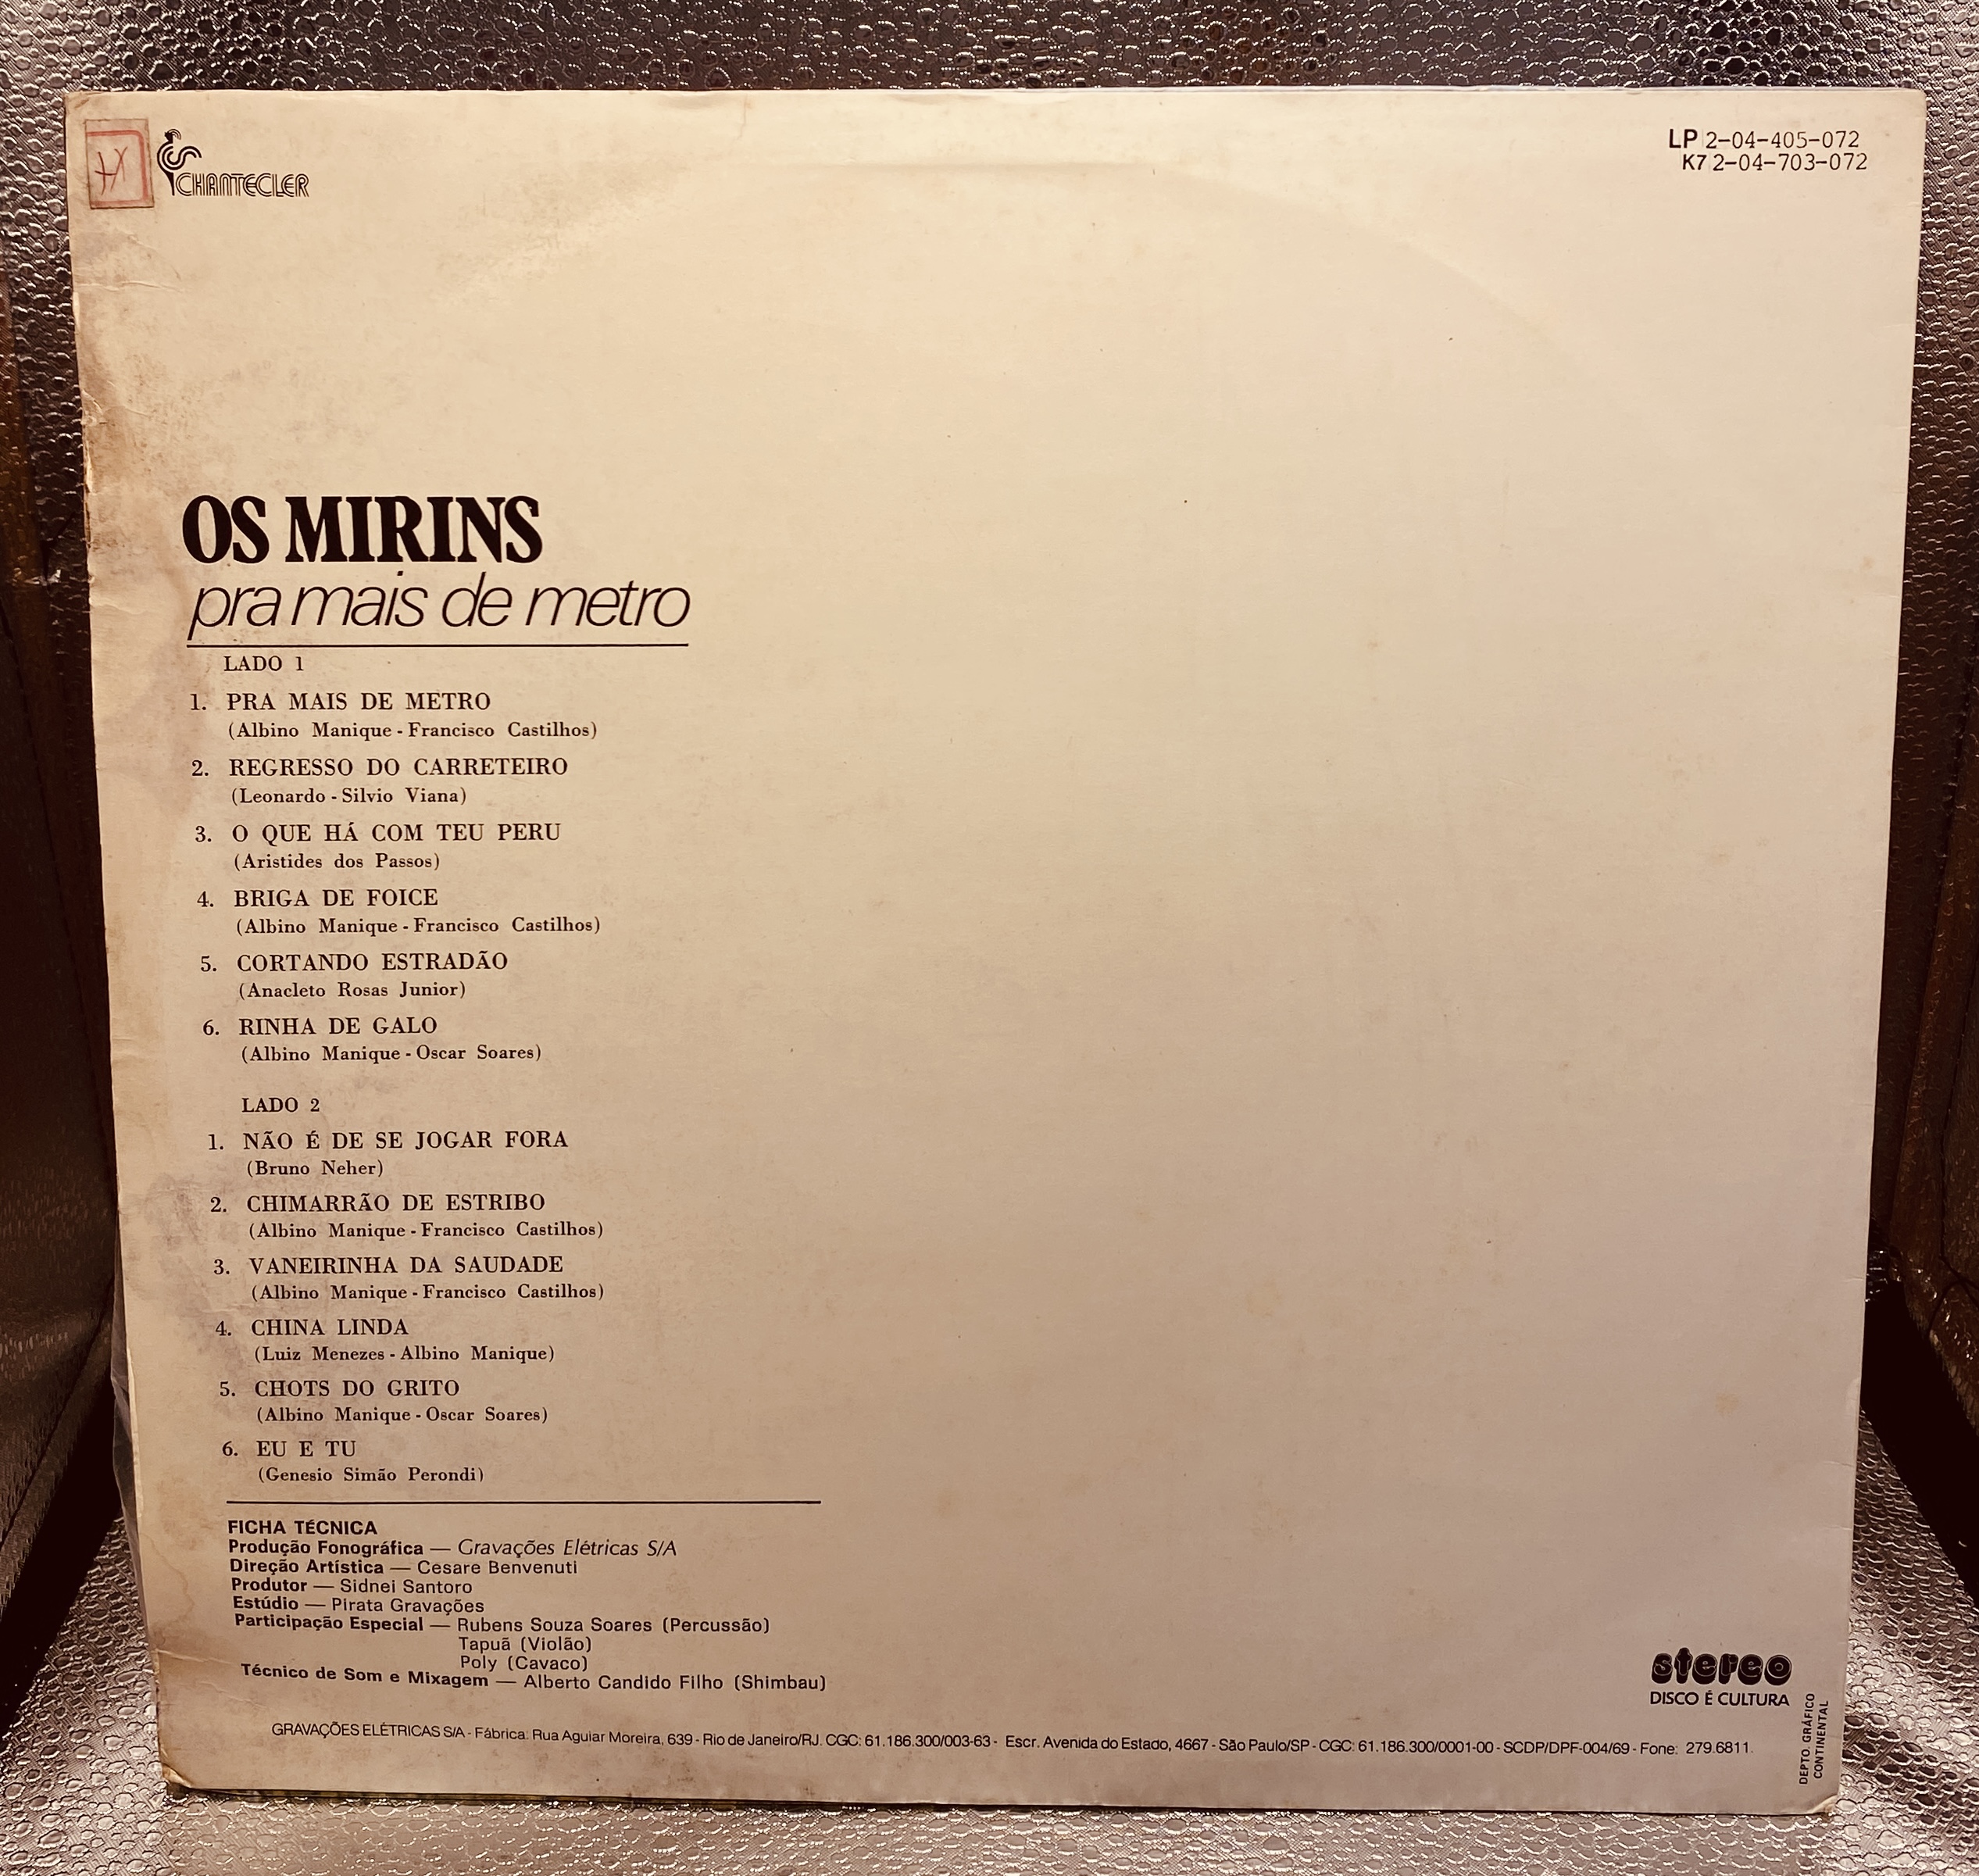 H
CHANTECLER
LP 2-04-405-072
K7 2-04-703-072
OS MIRINS
pra mais de metro
LADO 1
1. PRA MAIS DE METRO
(Albino Manique - Francisco Castilhos)
2. REGRESSO DO CARRETEIRO
(Leonardo - Silvio Viana)
3. O QUE HÁ COM TEU PERU
(Aristides dos Passos)
4. BRIGA DE FOICE
(Albino Manique - Francisco Castilhos)
5. CORTANDO ESTRADÃO
(Anacleto Rosas Junior)
6. RINHA DE GALO
(Albino Manique - Oscar Soares)
LADO 2
1. NÃO É DE SE JOGAR FORA
(Bruno Neher)
2. CHIMARRÃO DE ESTRIBO
(Albino Manique - Francisco Castilhos)
3. VANEIRINHA DA SAUDADE
(Albino Manique - Francisco Castilhos)
4. CHINA LINDA
(Luiz Menezes - Albino Manique)
5. CHOTS DO GRITO
(Albino Manique - Oscar Soares)
6. EU E TU
(Genesio Simão Perondi)
FICHA TÉCNICA
Produção Fonográfica — Gravações Elétricas S/A
Direção Artística — Cesare Benvenuti
Produtor — Sidnei Santoro
Estúdio — Pirata Gravações
Participação Especial — Rubens Souza Soares (Percussão)
Tapuã (Violão)
Poly (Cavaco)
Técnico de Som e Mixagem — Alberto Candido Filho (Shimbau)
stereo
DISCO É CULTURA
GRAVAÇÕES ELÉTRICAS S/A - Fábrica: Rua Aguiar Moreira, 639 - Rio de Janeiro/RJ. CGC: 61.186.300/003-63 - Escr. Avenida do Estado, 4667 - São Paulo/SP - CGC: 61.186.300/0001-00 - SCDP/DPF-004/69 - Fone: 279.6811.
DEPTO. GRÁFICO
CONTINENTAL